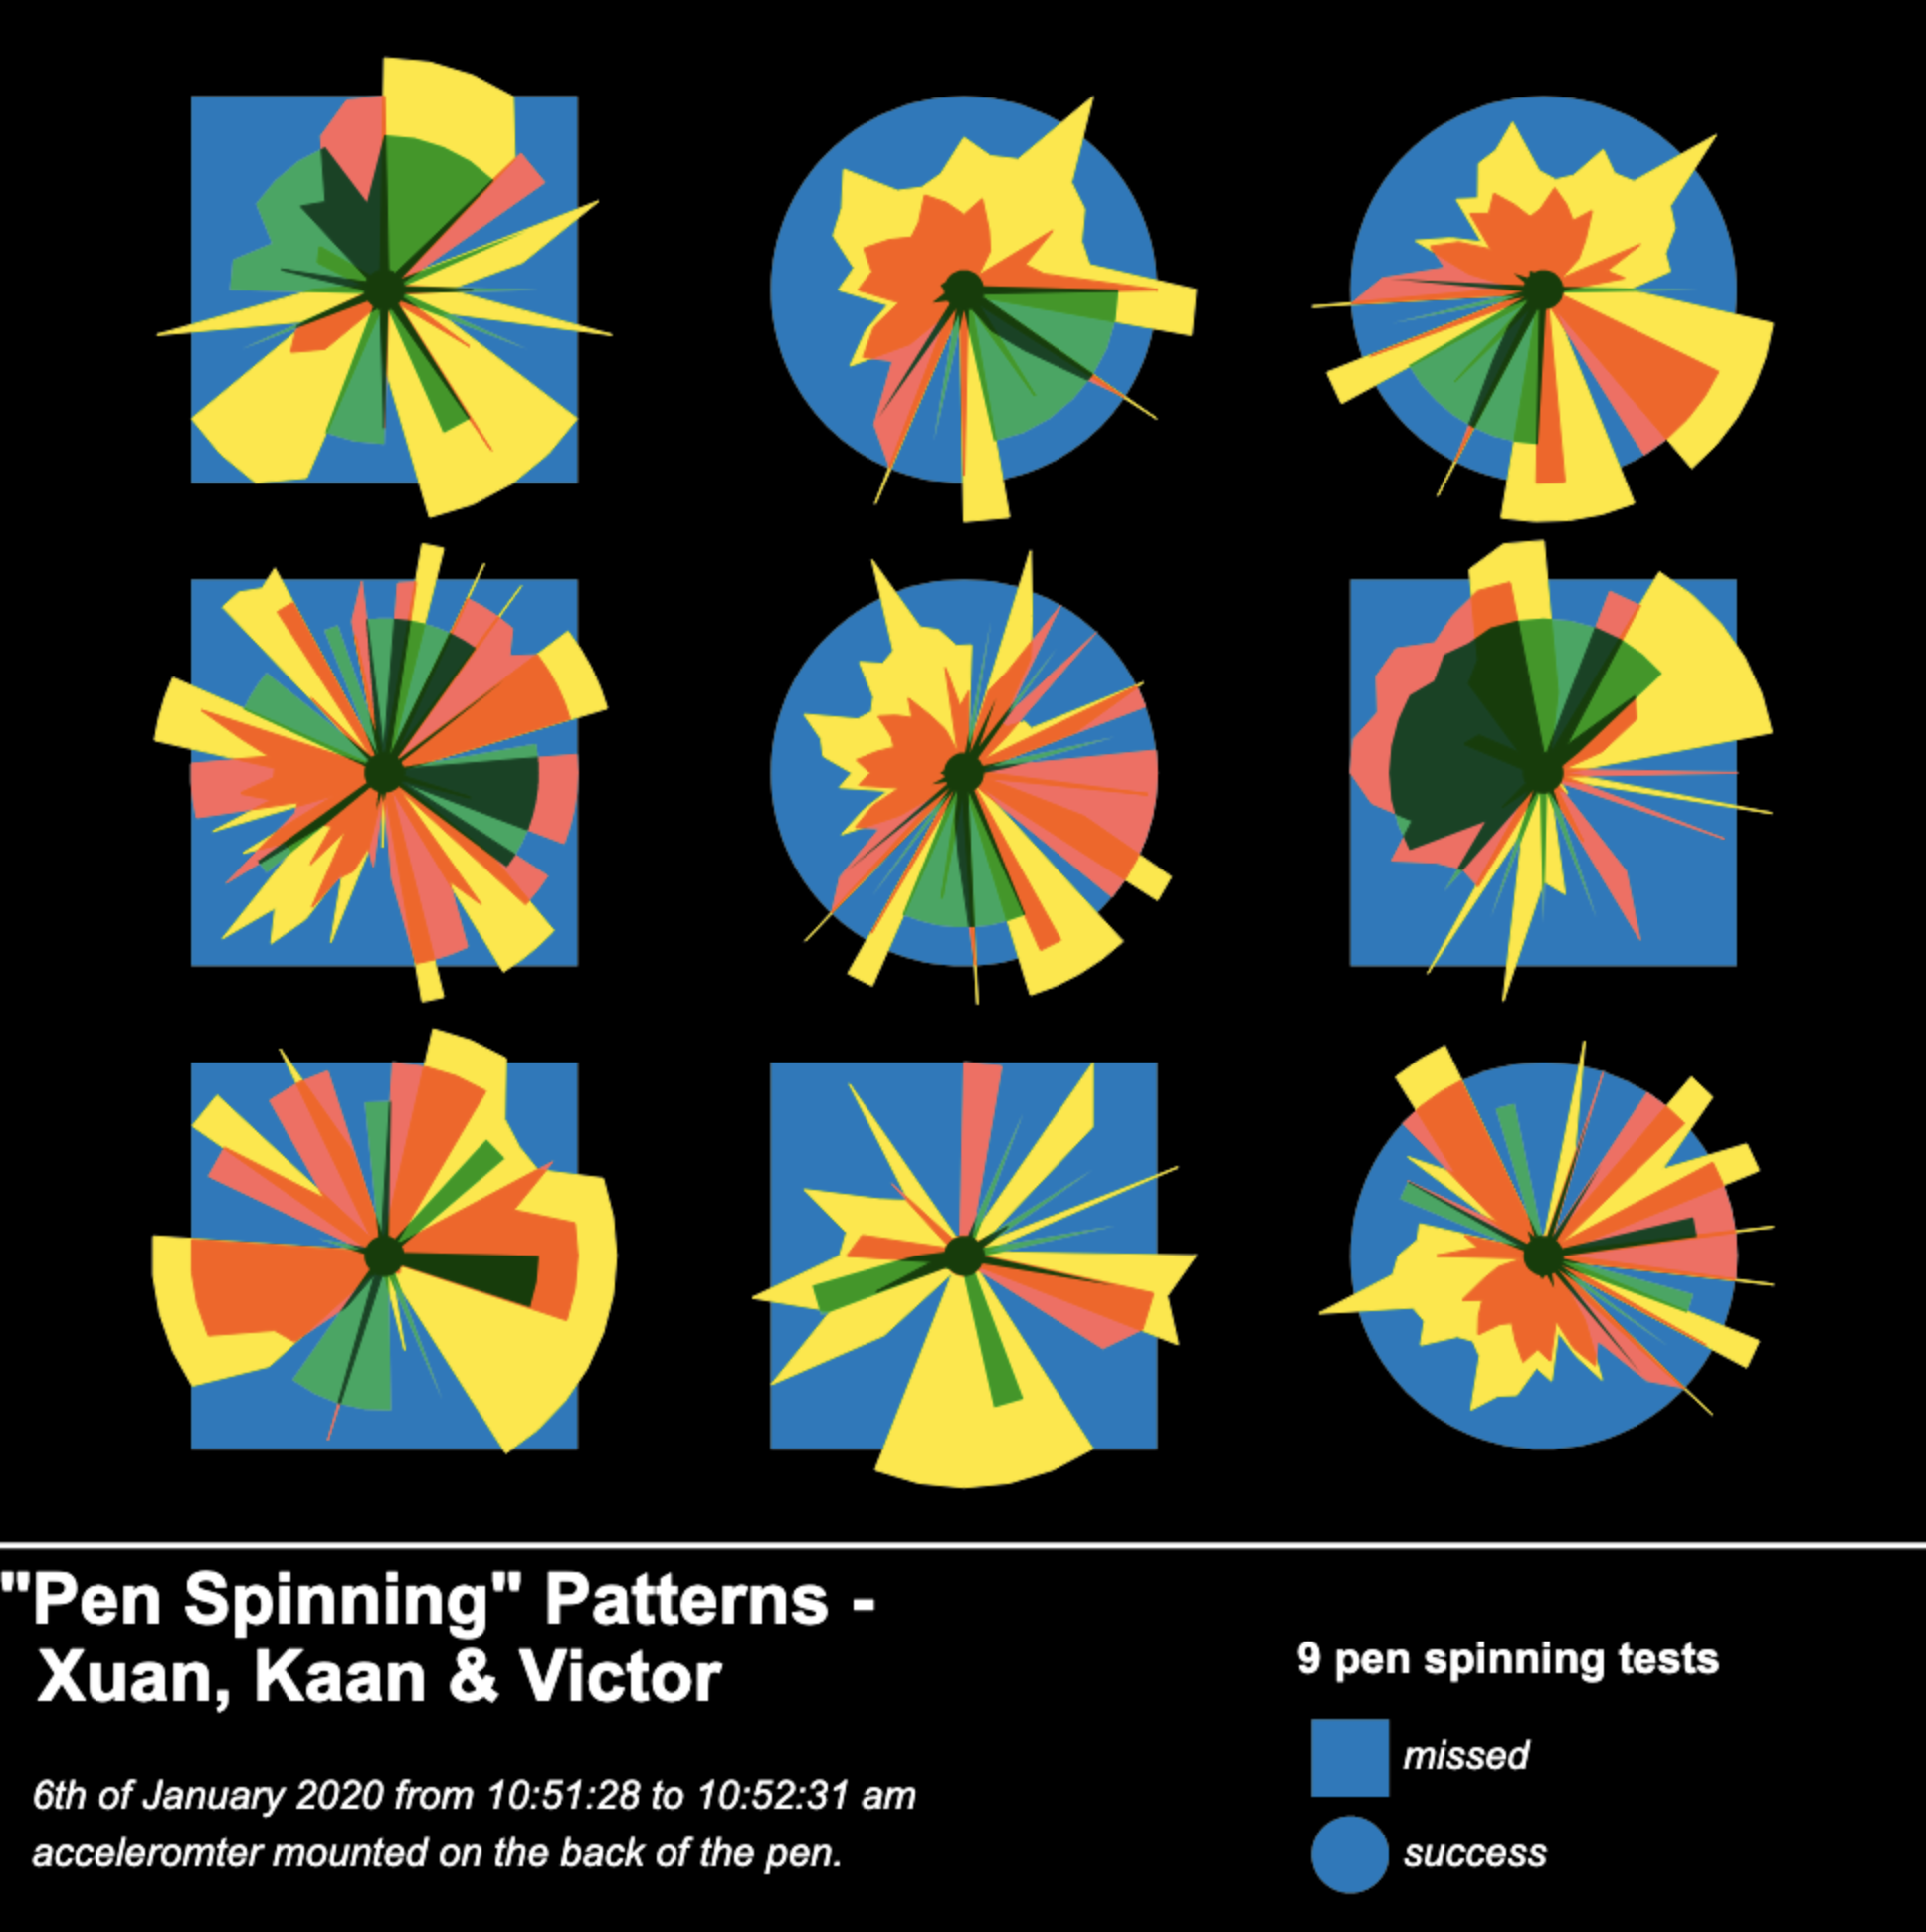 "Pen Spinning" Patterns -
Xuan, Kaan & Victor
6th of January 2020 from 10:51:28 to 10:52:31 am
acceleromter mounted on the back of the pen.
9 pen spinning tests
missed
success